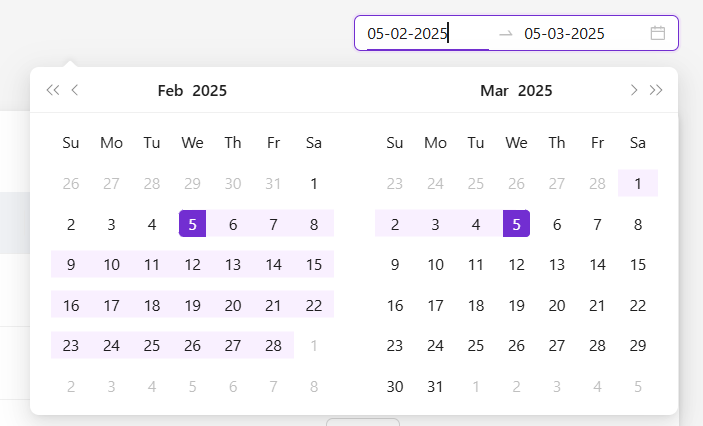 05-02-2025 → 05-03-2025
Feb 2025
Su Mo Tu We Th Fr Sa
26 27 28 29 30 31 1
2 3 4 5 6 7 8
9 10 11 12 13 14 15
16 17 18 19 20 21 22
23 24 25 26 27 28 1
2 3 4 5 6 7 8
Mar 2025
Su Mo Tu We Th Fr Sa
23 24 25 26 27 28 1
2 3 4 5 6 7 8
9 10 11 12 13 14 15
16 17 18 19 20 21 22
23 24 25 26 27 28 29
30 31 1 2 3 4 5